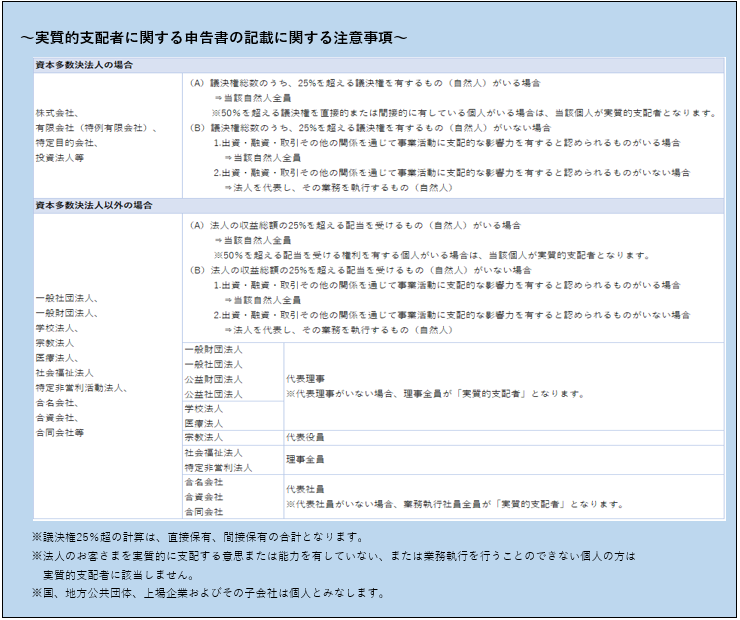 ～実質的支配者に関する申告書の記載に関する注意事項～
資本多数決法人の場合
株式会社、
有限会社（特例有限会社）、
特定目的会社、
投資法人等
（A）議決権総数のうち、25%を超える議決権を有するもの（自然人）がいる場合
⇒当該自然人全員
※50％を超える議決権を直接的または間接的に有している個人がいる場合は、当該個人が実質的支配者となります。
（B）議決権総数のうち、25%を超える議決権を有するもの（自然人）がいない場合
1.出資・融資・取引その他の関係を通じて事業活動に支配的な影響力を有すると認められるものがいる場合
⇒当該自然人全員
2.出資・融資・取引その他の関係を通じて事業活動に支配的な影響力を有すると認められるものがいない場合
⇒法人を代表し、その業務を執行するもの（自然人）
資本多数決法人以外の場合
一般社団法人、
一般財団法人、
学校法人、
宗教法人
医療法人、
社会福祉法人
特定非営利活動法人、
合名会社、
合資会社、
合同会社等
（A）法人の収益総額の25%を超える配当を受けるもの（自然人）がいる場合
⇒当該自然人全員
※50％を超える配当を受ける権利を有する個人がいる場合は、当該個人が実質的支配者となります。
（B）法人の収益総額の25%を超える配当を受けるもの（自然人）がいない場合
1.出資・融資・取引その他の関係を通じて事業活動に支配的な影響力を有すると認められるものがいる場合
⇒当該自然人全員
2.出資・融資・取引その他の関係を通じて事業活動に支配的な影響力を有すると認められるものがいない場合
⇒法人を代表し、その業務を執行するもの（自然人）
一般財団法人
一般社団法人
公益財団法人
公益社団法人
学校法人
医療法人
代表理事
※代表理事がいない場合、理事全員が「実質的支配者」となります。
宗教法人
代表役員
社会福祉法人
特定非営利法人
理事全員
合名会社
合資会社
合同会社
代表社員
※代表社員がいない場合、業務執行社員全員が「実質的支配者」となります。
※議決権25％超の計算は、直接保有、間接保有の合計となります。
※法人のお客さまを実質的に支配する意思または能力を有していない、または業務執行を行うことのできない個人の方は
実質的支配者に該当しません。
※国、地方公共団体、上場企業およびその子会社は個人とみなします。